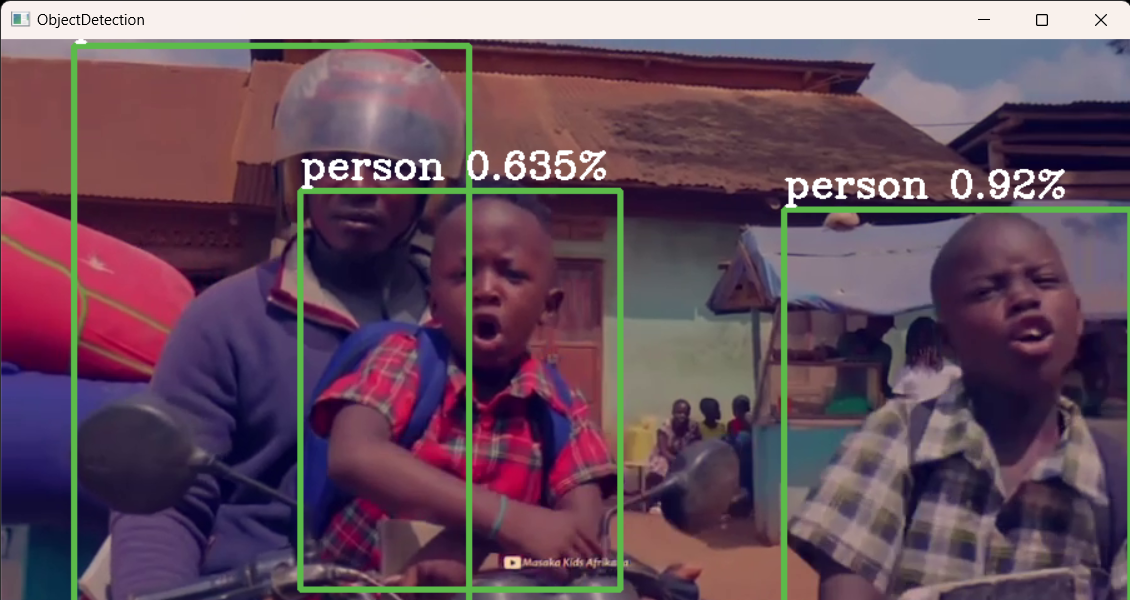 ObjectDetection
person 0.635%
person 0.92%
Masaka Kids Afrikana